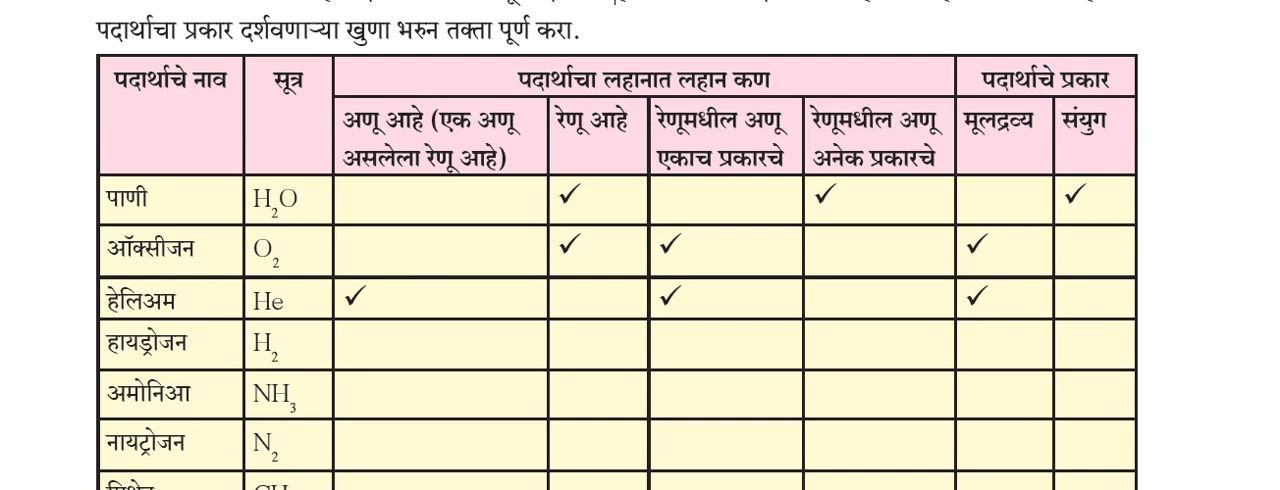 पदार्थाचा प्रकार दर्शवणाऱ्या खुणा भरुन तक्ता पूर्ण करा.
पदार्थाचे नाव सूत्र पदार्थाचा लहानात लहान कण पदार्थाचे प्रकार
अणू आहे (एक अणू रेणू आहे रेणूमधील अणू रेणूमधील अणू मूलद्रव्य संयुग
असलेला रेणू आहे) एकाच प्रकारचे अनेक प्रकारचे
पाणी H₂O ✓ ✓ ✓
ऑक्सीजन O₂ ✓ ✓ ✓
हेलिअम He ✓ ✓ ✓
हायड्रोजन H₂
अमोनिआ NH₃
नायट्रोजन N₂